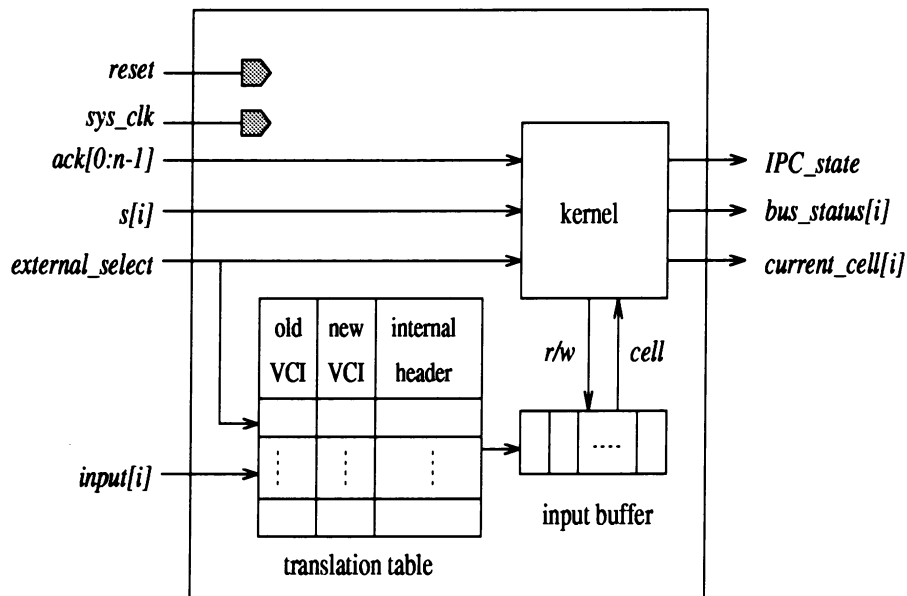 reset
sys_clk
ack[0:n-1]
s[i]
external_select
input[i]
kernel
IPC_state
bus_status[i]
current_cell[i]
r/w
cell
old
VCI
new
VCI
internal
header
translation table
input buffer